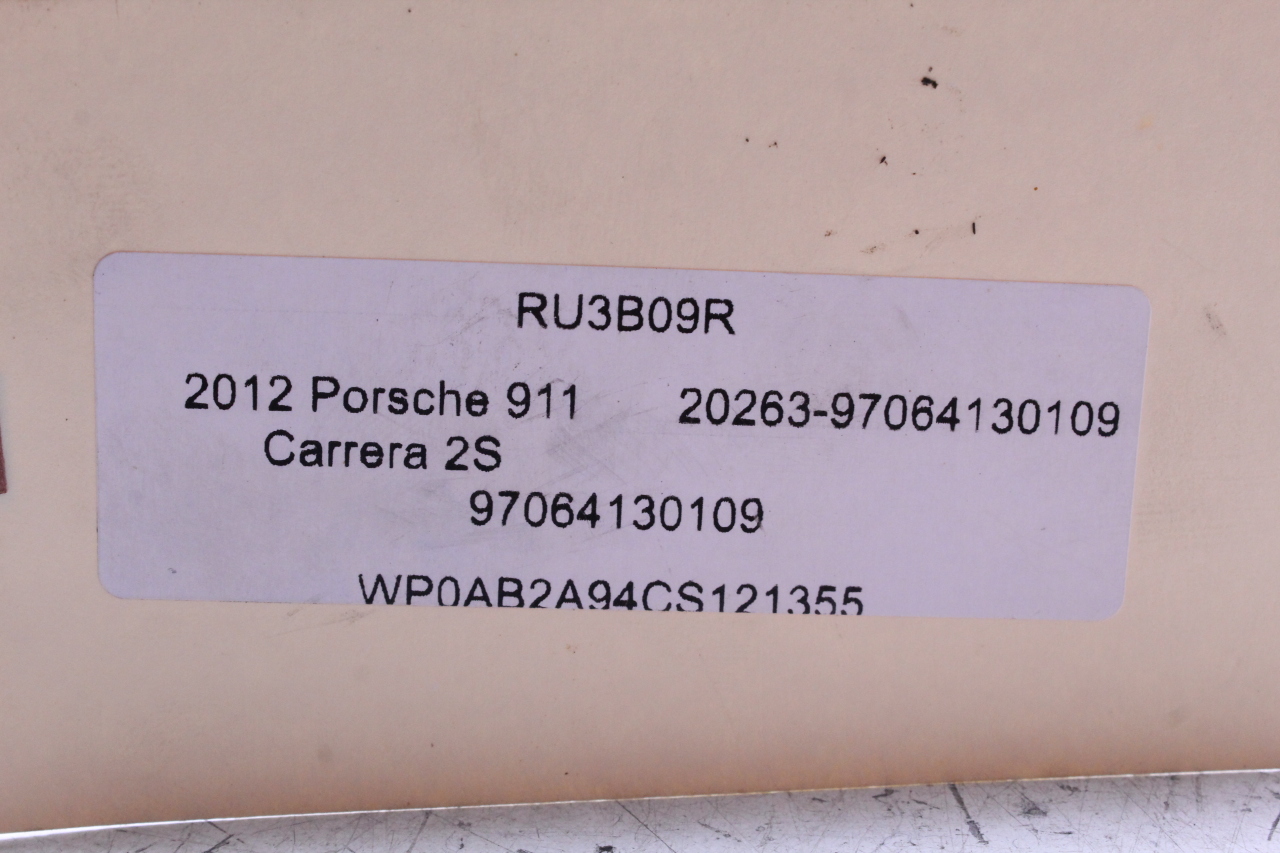 RU3B09R
2012 Porsche 911 20263-97064130109
Carrera 2S
97064130109
WP0AB2A94CS121355